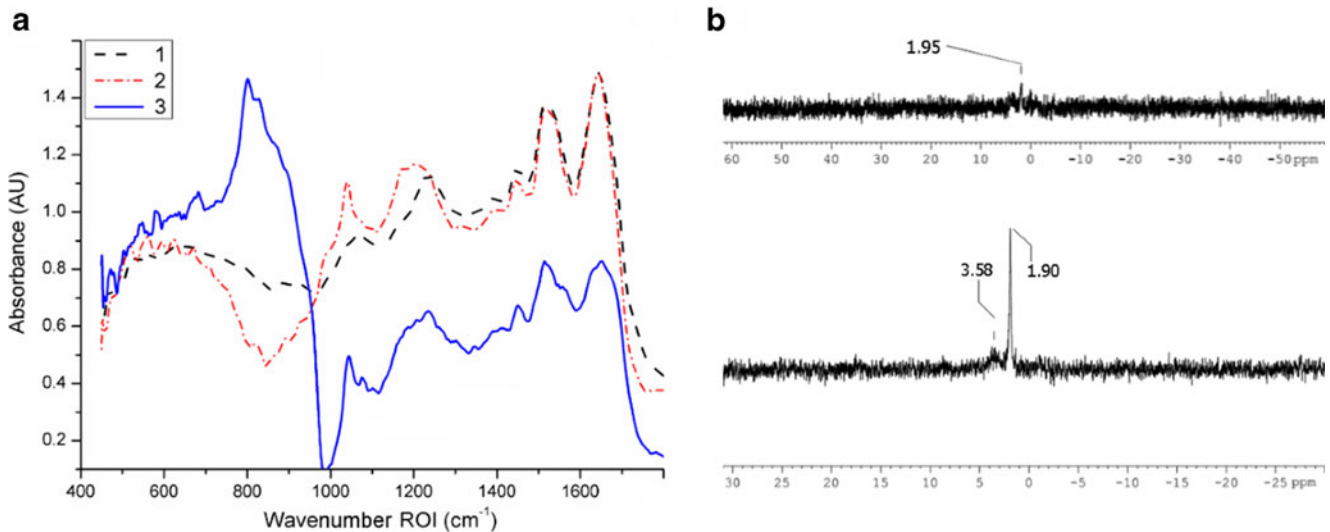 a
1
2
3
1.4
1.2
1.0
0.8
0.6
0.4
0.2
Absorbance (AU)
400 600 800 1000 1200 1400 1600
Wavenumber ROI (cm⁻¹)
b
1.95
60 50 40 30 20 10 0 -10 -20 -30 -40 -50 ppm
3.58
1.90
30 25 20 15 10 5 0 -5 -10 -15 -20 -25 ppm